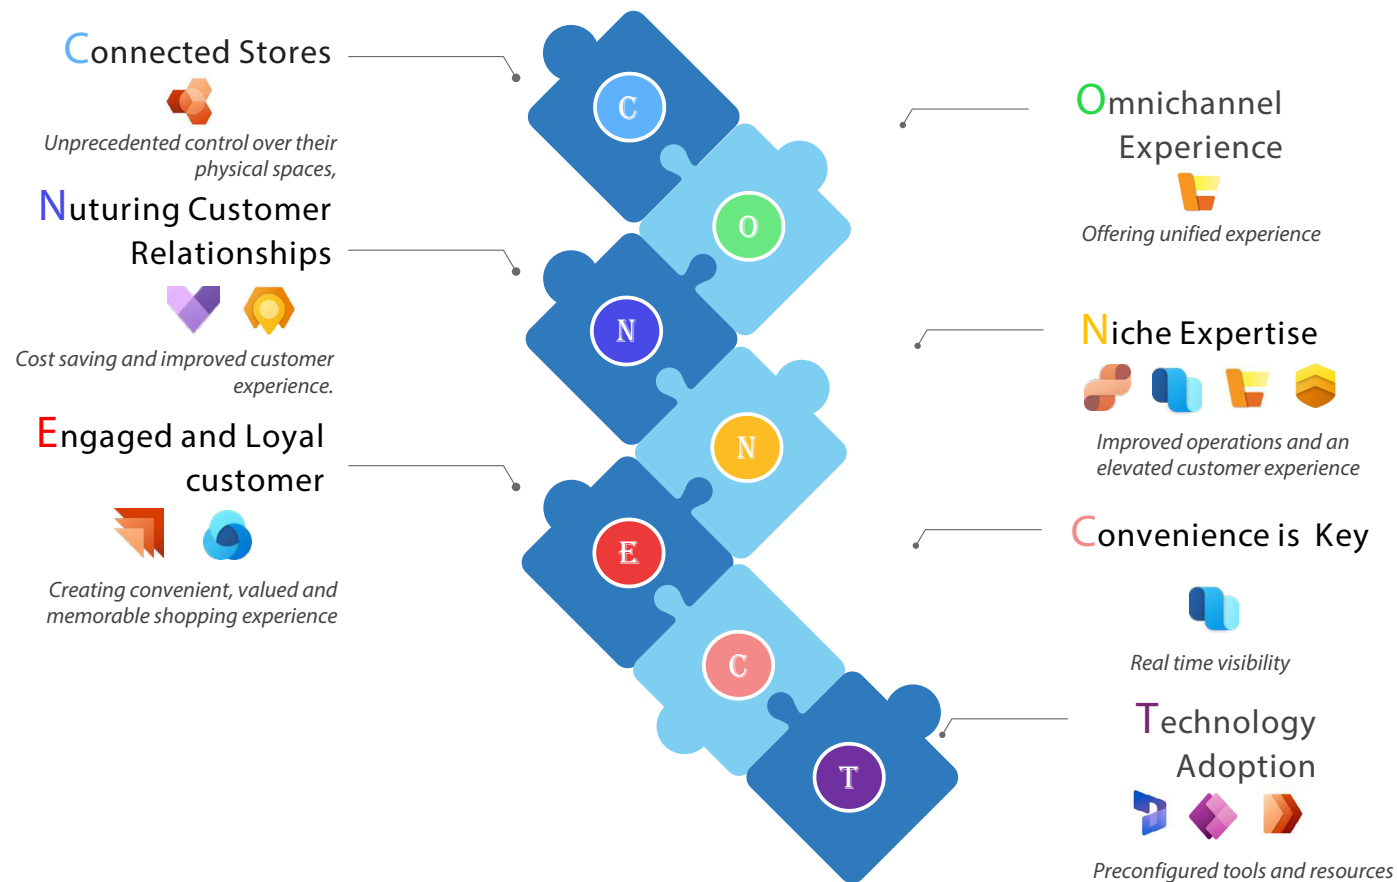 Connected Stores
Unprecedented control over their
physical spaces,
Nuturing Customer
Relationships
Cost saving and improved customer
experience.
Engaged and Loyal
customer
Creating convenient, valued and
memorable shopping experience
C
O
N
N
E
C
T
Omnichannel
Experience
Offering unified experience
Niche Expertise
Improved operations and an
elevated customer experience
Convenience is Key
Real time visibility
Technology
Adoption
Preconfigured tools and resources